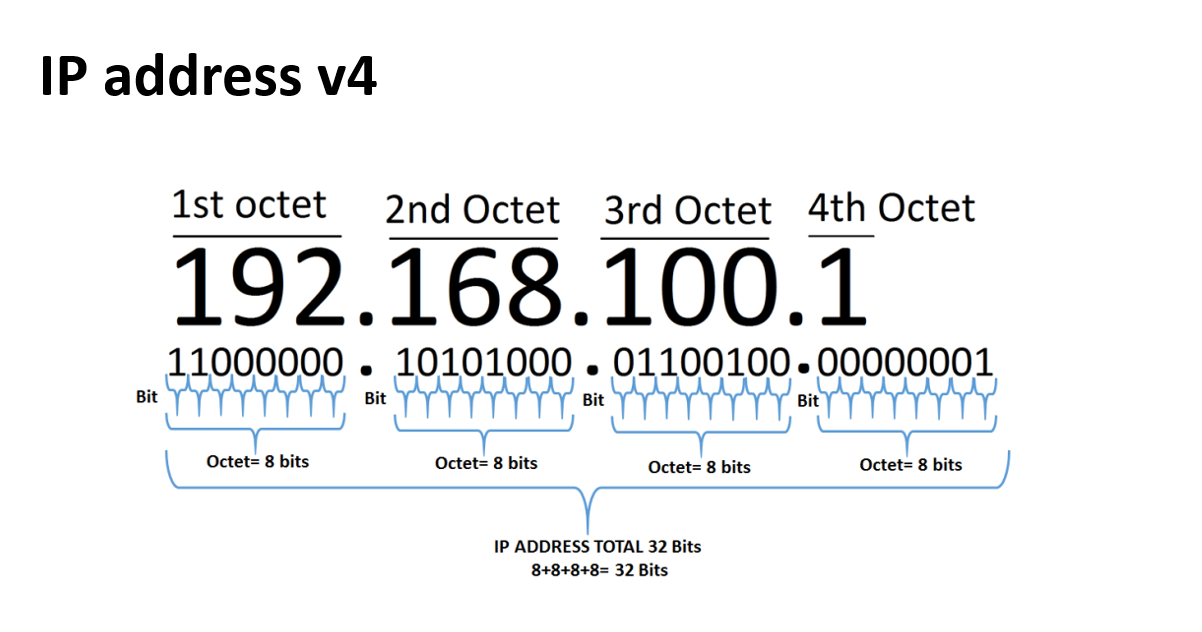 IP address v4
1st octet 2nd Octet 3rd Octet 4th Octet
192.168.100.1
11000000 . 10101000 . 01100100 . 00000001
Bit Bit Bit Bit
Octet= 8 bits Octet= 8 bits Octet= 8 bits Octet= 8 bits
IP ADDRESS TOTAL 32 Bits
8+8+8+8= 32 Bits